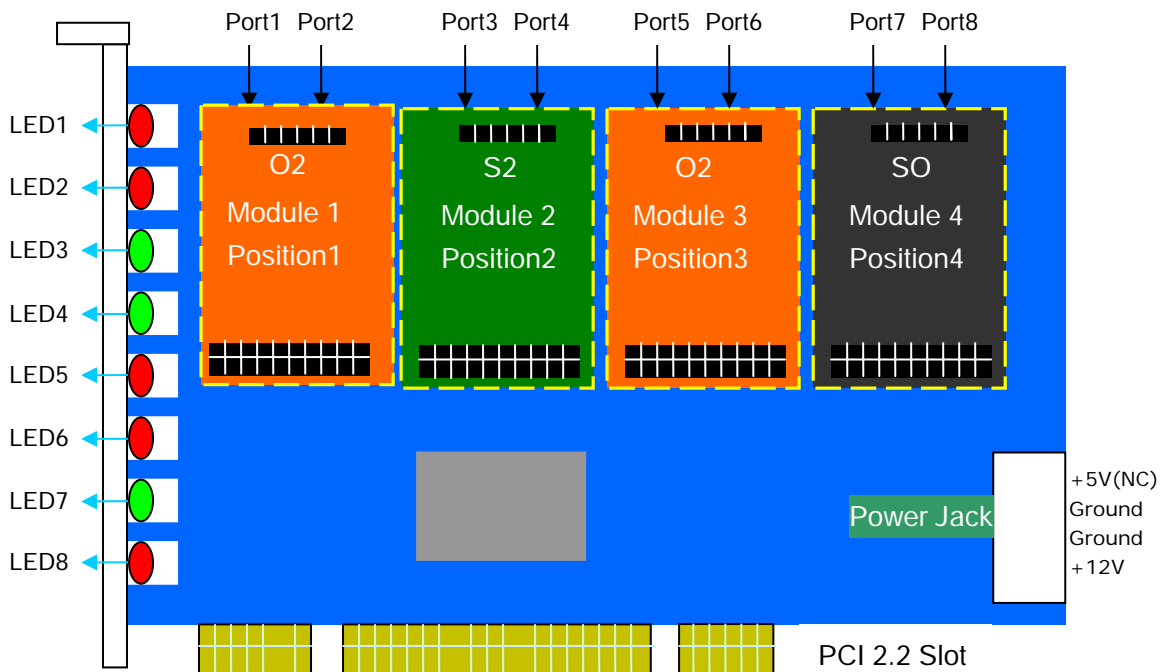 Port1 Port2 Port3 Port4 Port5 Port6 Port7 Port8
LED1
LED2
LED3
LED4
LED5
LED6
LED7
LED8
O2
Module 1
Position1
S2
Module 2
Position2
O2
Module 3
Position3
SO
Module 4
Position4
Power Jack
+5V(NC)
Ground
Ground
+12V
PCI 2.2 Slot